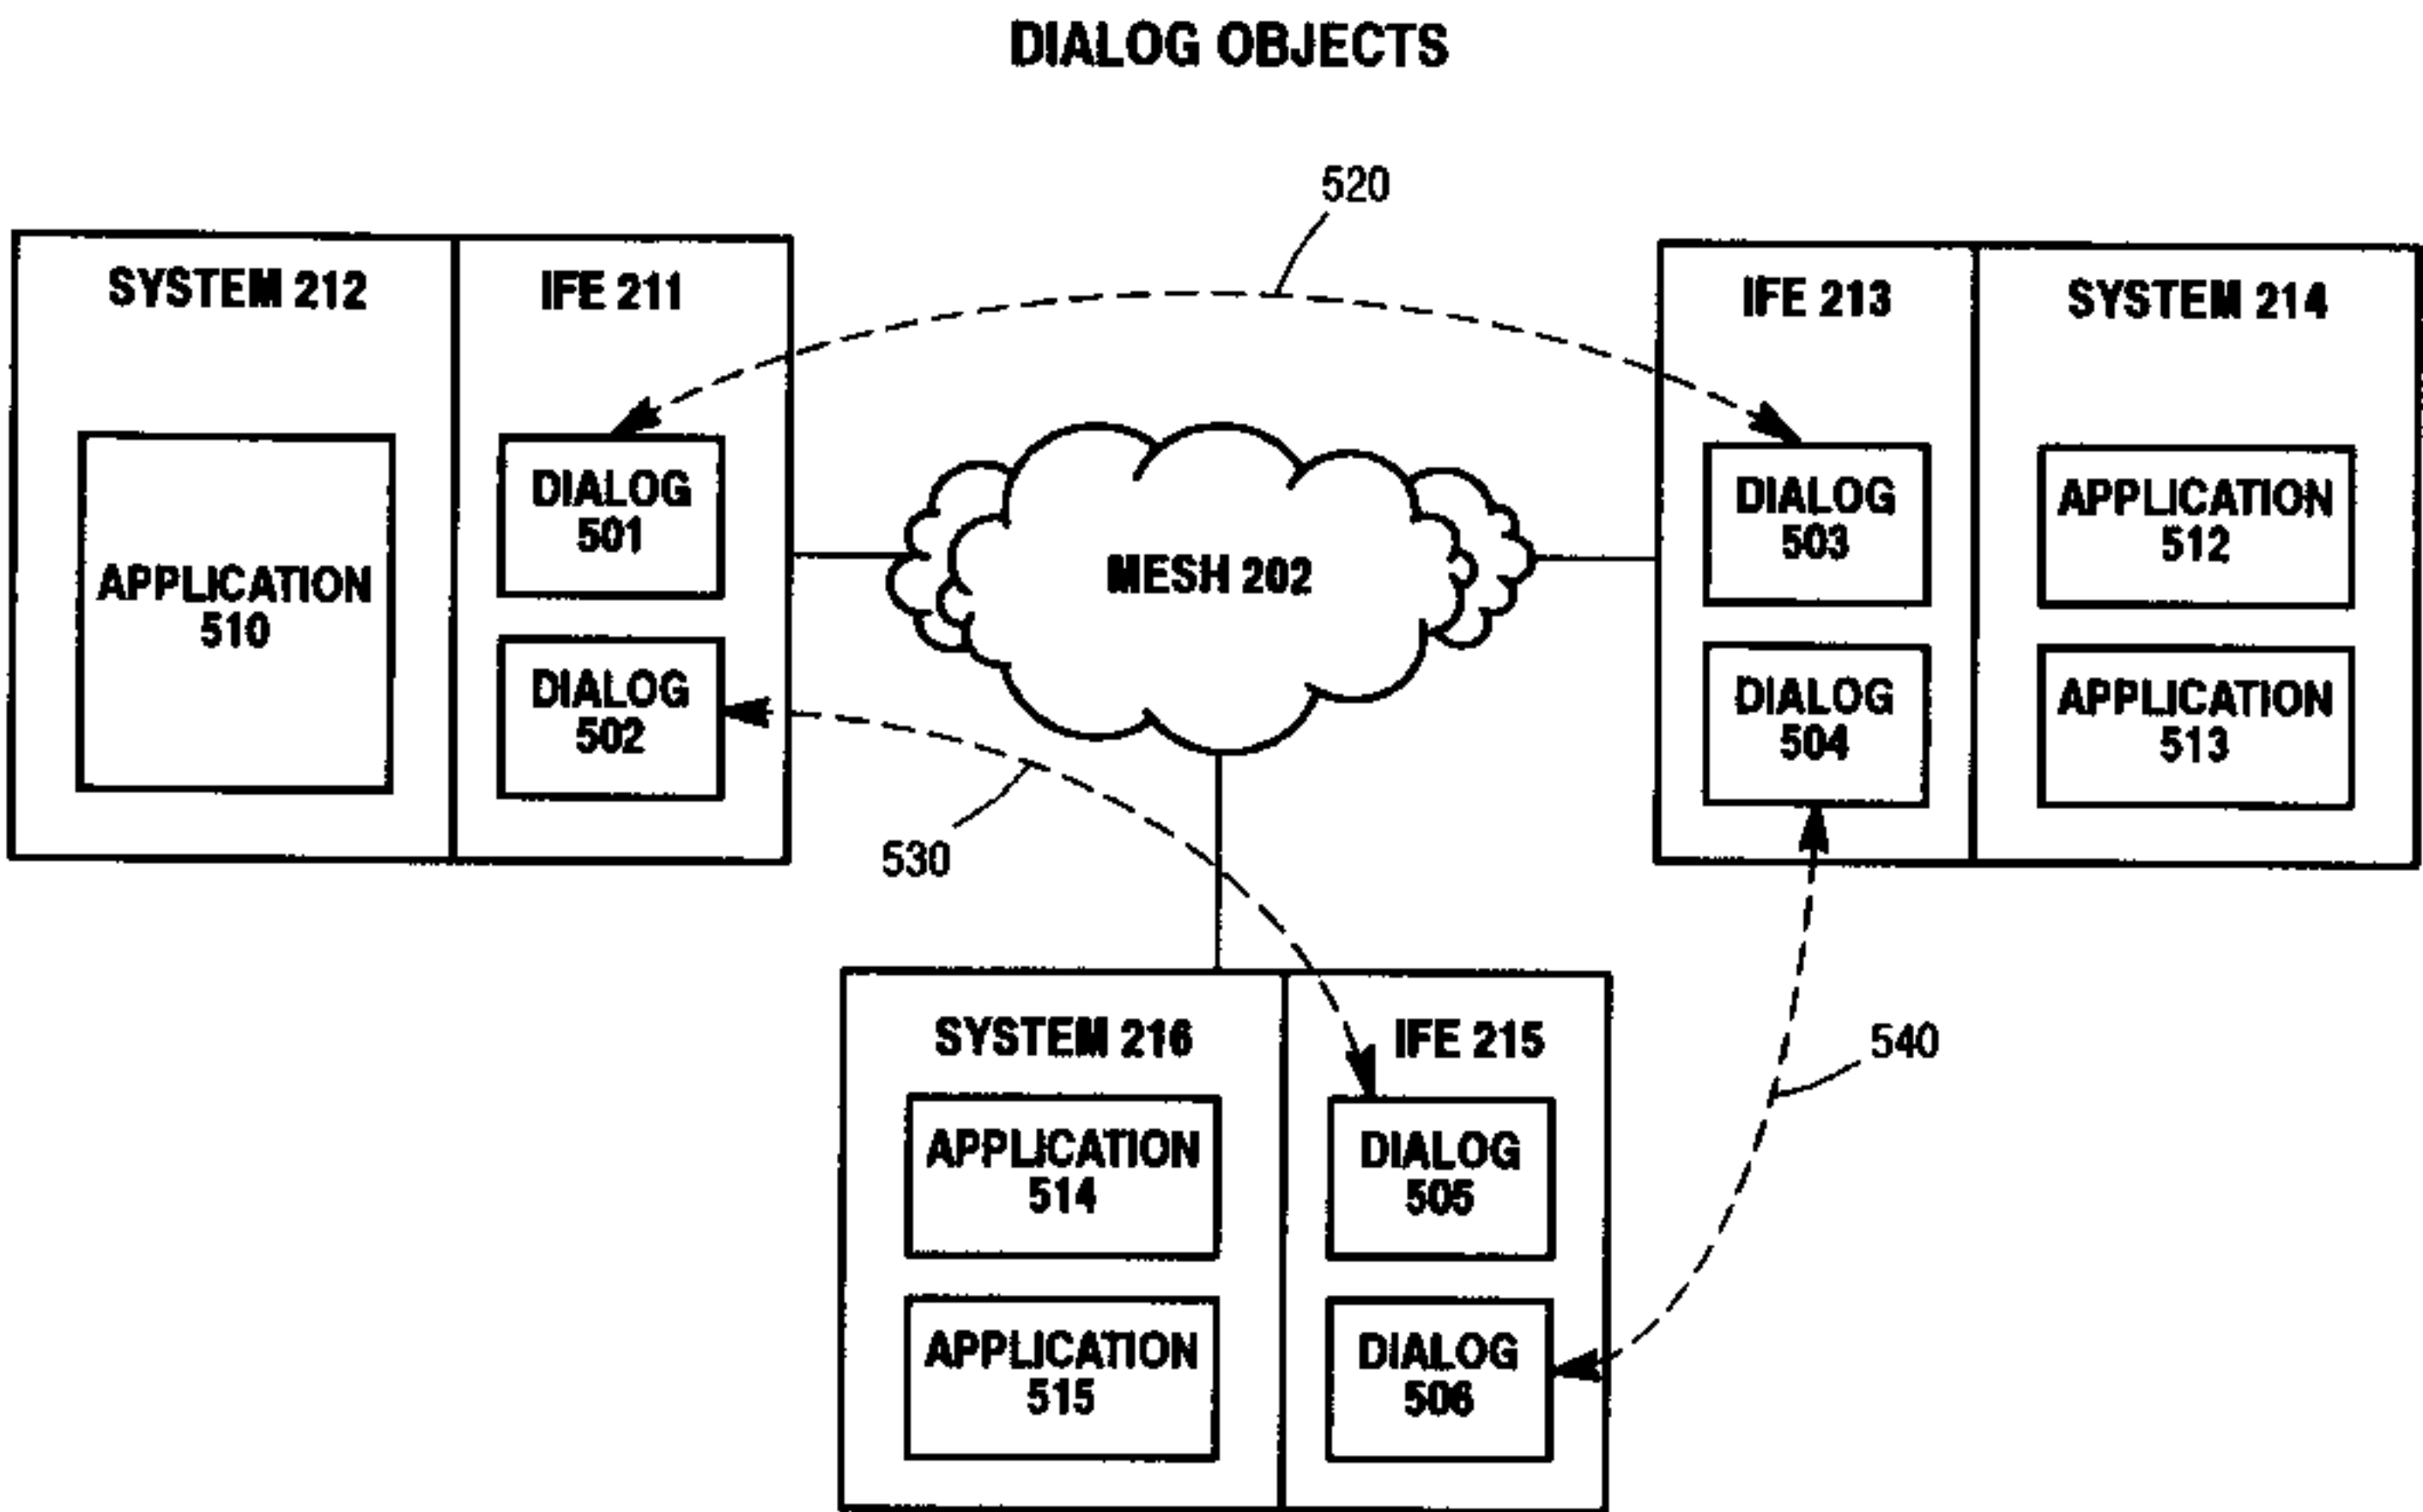 DIALOG OBJECTS
520
SYSTEM 212
IFE 211
APPLICATION
510
DIALOG
501
DIALOG
502
MESH 202
IFE 213
SYSTEM 214
DIALOG
503
APPLICATION
512
DIALOG
504
APPLICATION
513
530
540
SYSTEM 216
IFE 215
APPLICATION
514
DIALOG
505
APPLICATION
515
DIALOG
506